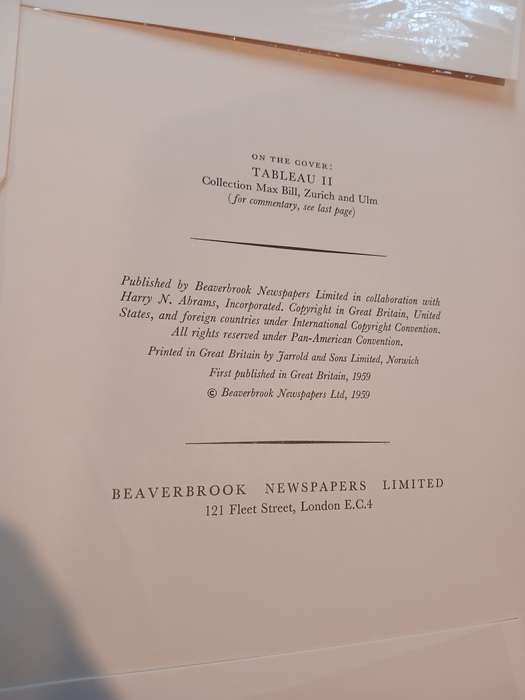 ON THE COVER:
TABLEAU II
Collection Max Bill, Zurich and Ulm
(for commentary, see last page)
Published by Beaverbrook Newspapers Limited in collaboration with
Harry N. Abrams, Incorporated. Copyright in Great Britain, United
States, and foreign countries under International Copyright Convention.
All rights reserved under Pan-American Convention.
Printed in Great Britain by Jarrold and Sons Limited, Norwich
First published in Great Britain, 1959
© Beaverbrook Newspapers Ltd, 1959
BEAVERBROOK NEWSPAPERS LIMITED
121 Fleet Street, London E.C.4